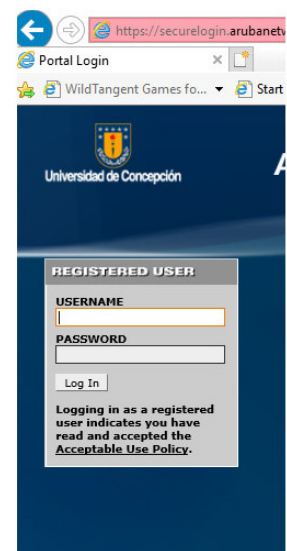 https://securelogin.arubanetw
Portal Login
WildTangent Games fo... Start
Universidad de Concepción
REGISTERED USER
USERNAME
PASSWORD
Log In
Logging in as a registered
user indicates you have
read and accepted the
Acceptable Use Policy.